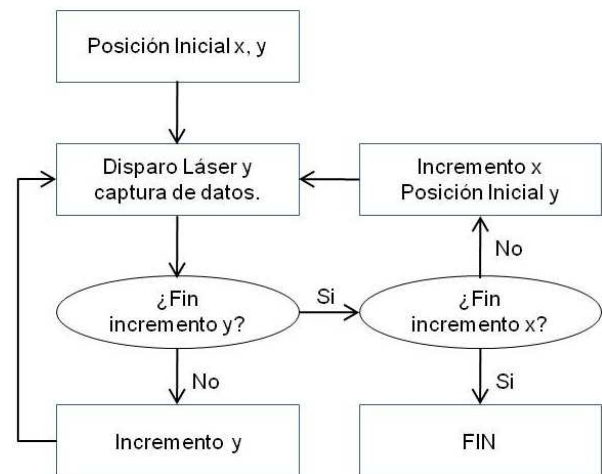 Posición Inicial x, y
Disparo Láser y
captura de datos.
Incremento x
Posición Inicial y
No
¿Fin
incremento y?
Si
¿Fin
incremento x?
No
Si
Incremento y
FIN